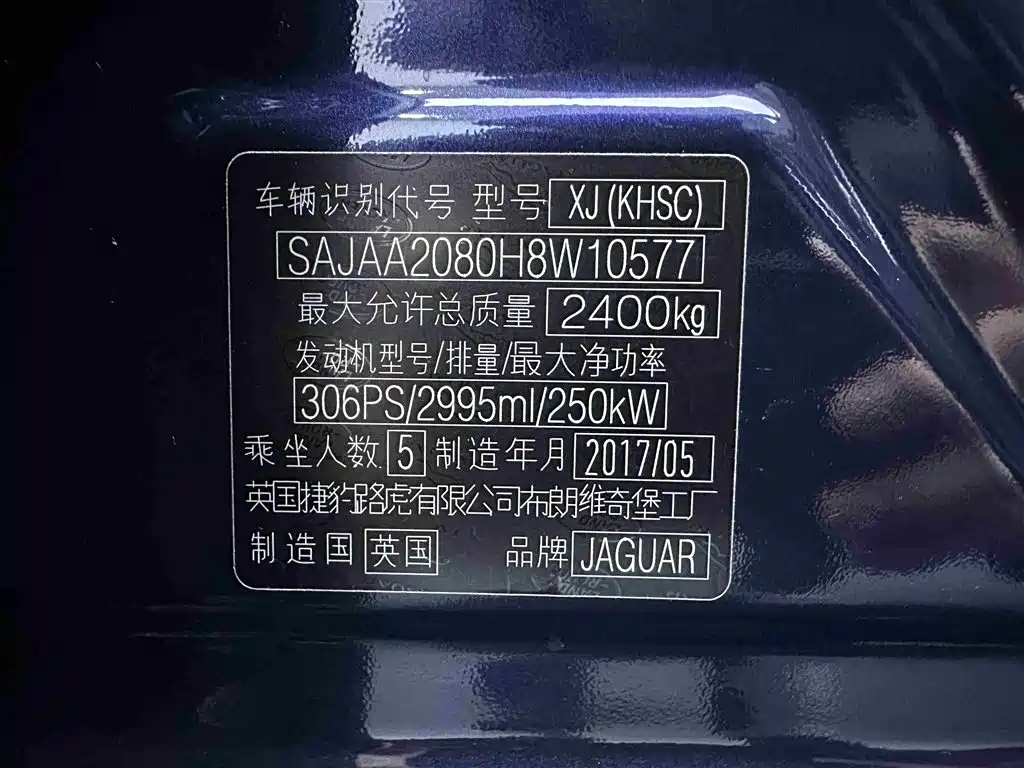 车辆识别代号 型号 XJ(KHSC)
SAJAA2080H8W10577
最大允许总质量 2400kg
发动机型号/排量/最大净功率
306PS/2995ml/250kW
乘坐人数 5 制造年月 2017/05
英国捷豹路虎有限公司布朗维奇堡工厂
制造国 英国 品牌 JAGUAR